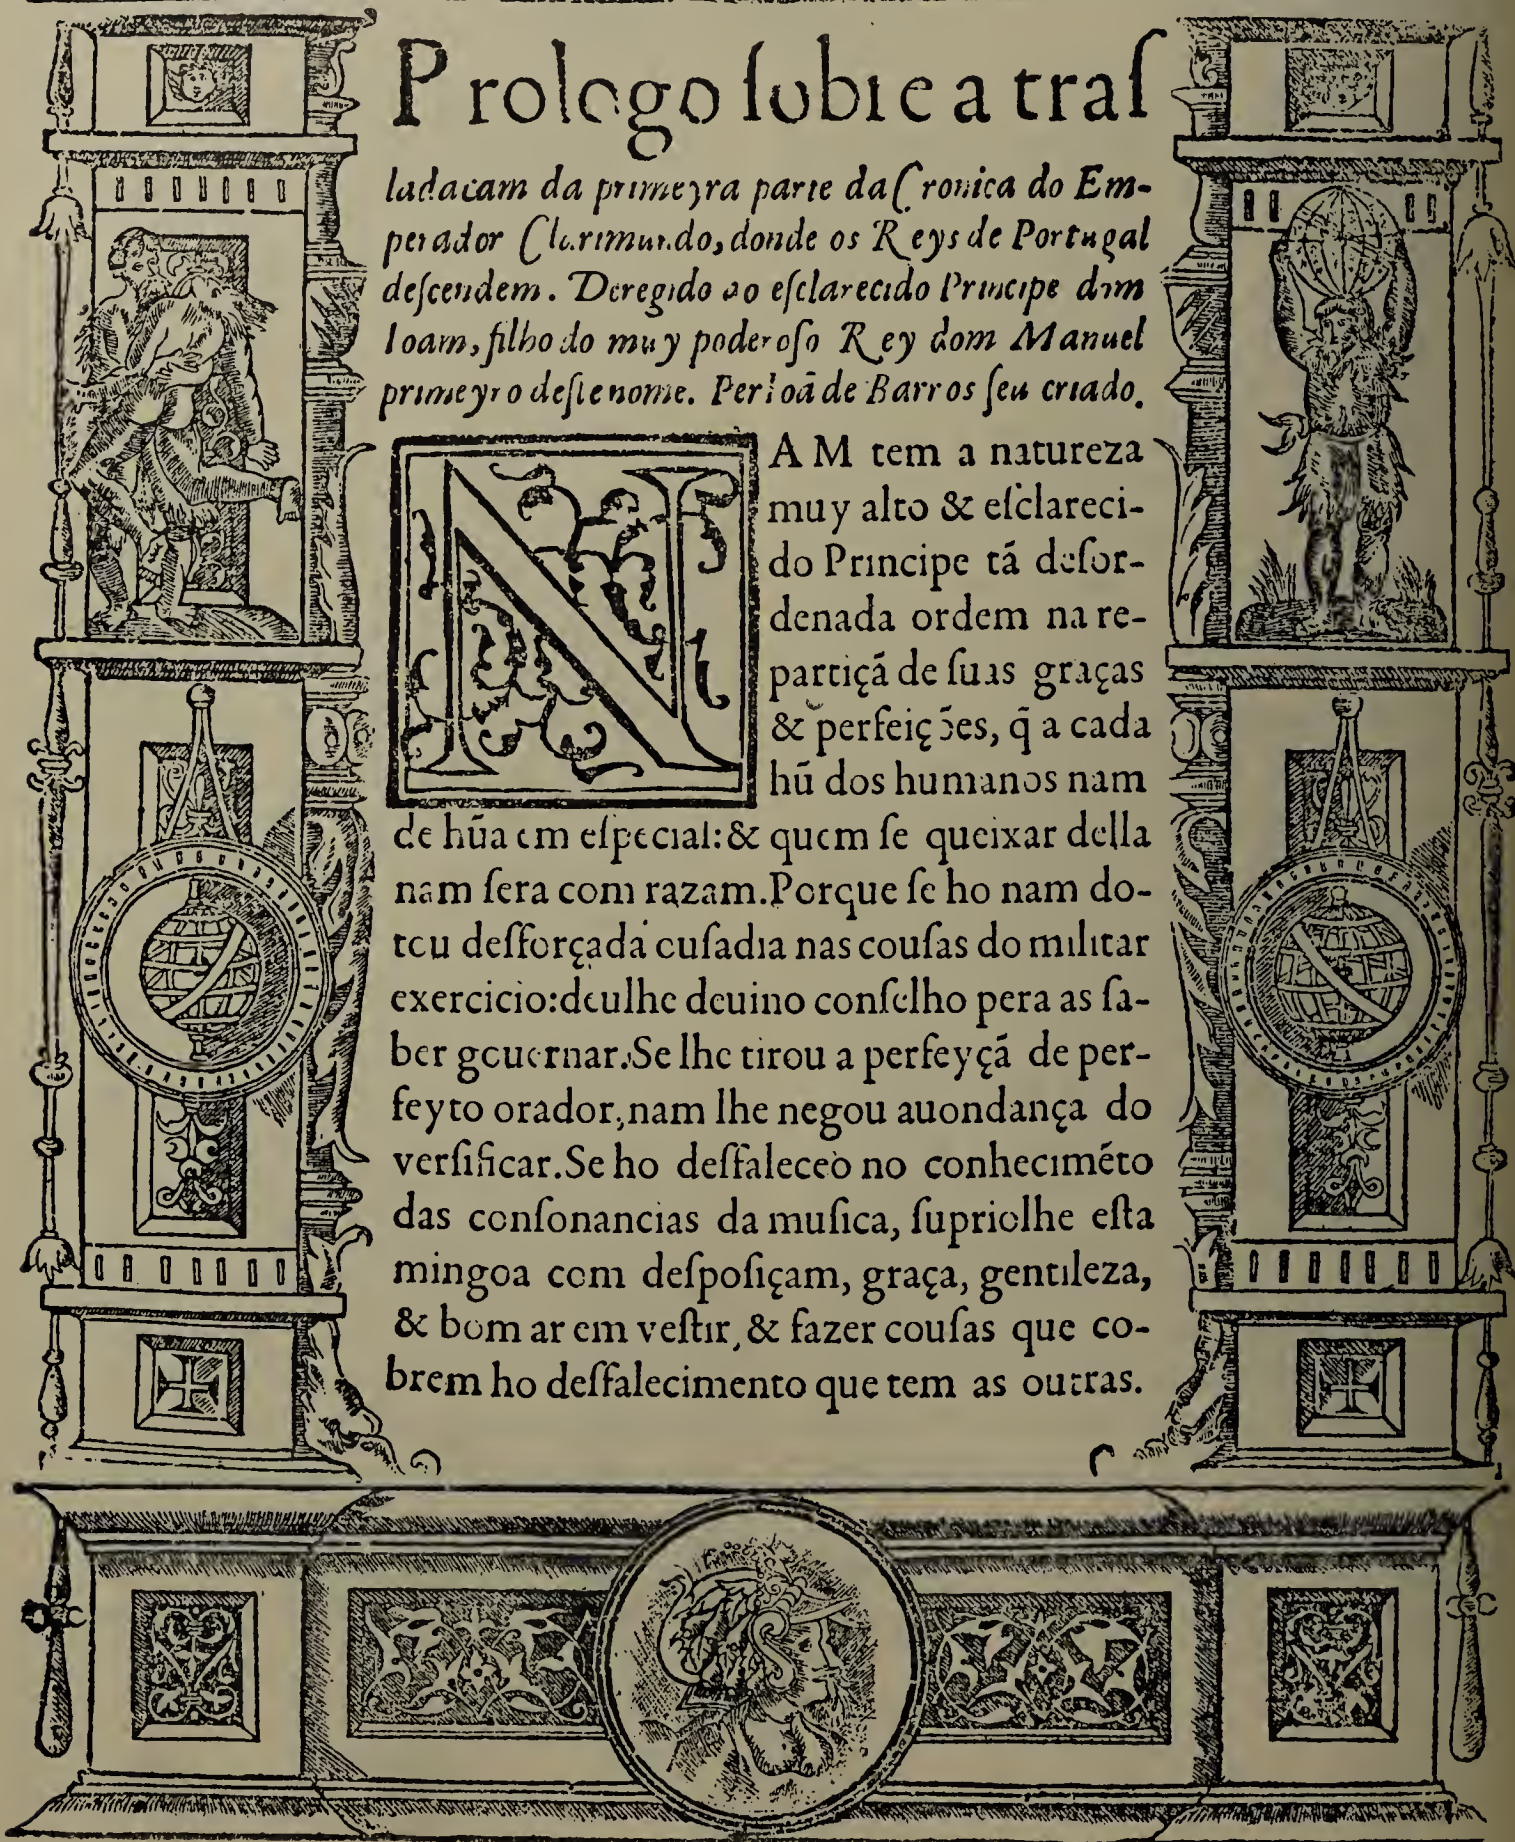 Prologo ſobre a traſ
ladaçam da primeyra parte da Cronica do Em-
perador Clarimundo, donde os Reys de Portugal
deſcendem. Deregido ao eſclarecido Principe dom
Ioam, filho do muy poderoſo Rey dom Manuel
primeyro deſte nome. Per Ioã de Barros ſeu criado.
NAM tem a natureza
muy alto & eſclareci-
do Principe tã deſor-
denada ordem na re-
partiçã de ſuas graças
& perfeições, q̃ a cada
hũ dos humanos nam
de hũa em eſpecial: & quem ſe queixar della
nam ſera com razam. Porque ſe ho nam do-
tou deſforçada ouſadia nas couſas do militar
exercicio: deulhe deuino conſelho pera as ſa-
ber gouernar. Se lhe tirou a perfeyçã de per-
feyto orador, nam lhe negou auondança do
verſificar. Se ho deſfaleceo no conhecimẽto
das conſonancias da muſica, ſupriolhe eſta
mingoa com deſpoſiçam, graça, gentileza,
& bom ar em veſtir, & fazer couſas que co-
brem ho deſfalecimento que tem as outras.